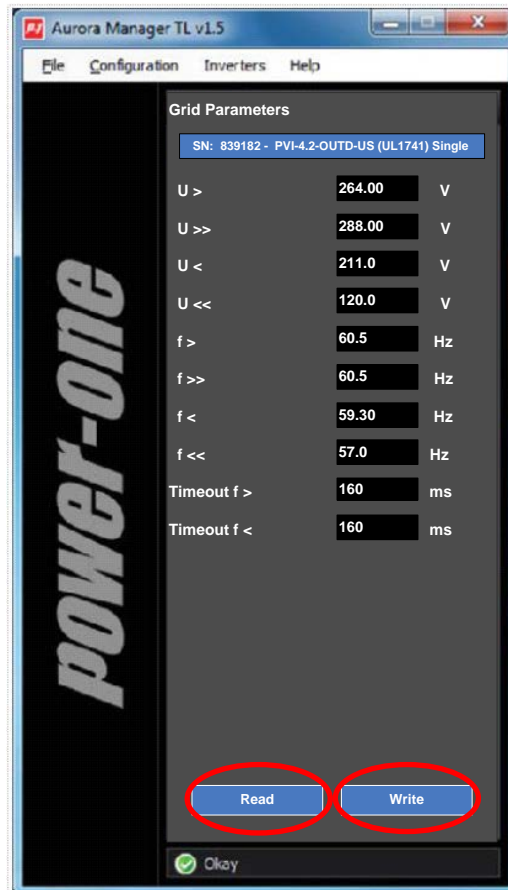 Aurora Manager TL v1.5
File Configuration Inverters Help
power-one
Grid Parameters
SN: 839182 - PVI-4.2-OUTD-US (UL1741) Single
U > 264.00 V
U >> 288.00 V
U < 211.0 V
U << 120.0 V
f > 60.5 Hz
f >> 60.5 Hz
f < 59.30 Hz
f << 57.0 Hz
Timeout f > 160 ms
Timeout f < 160 ms
Read Write
Okay